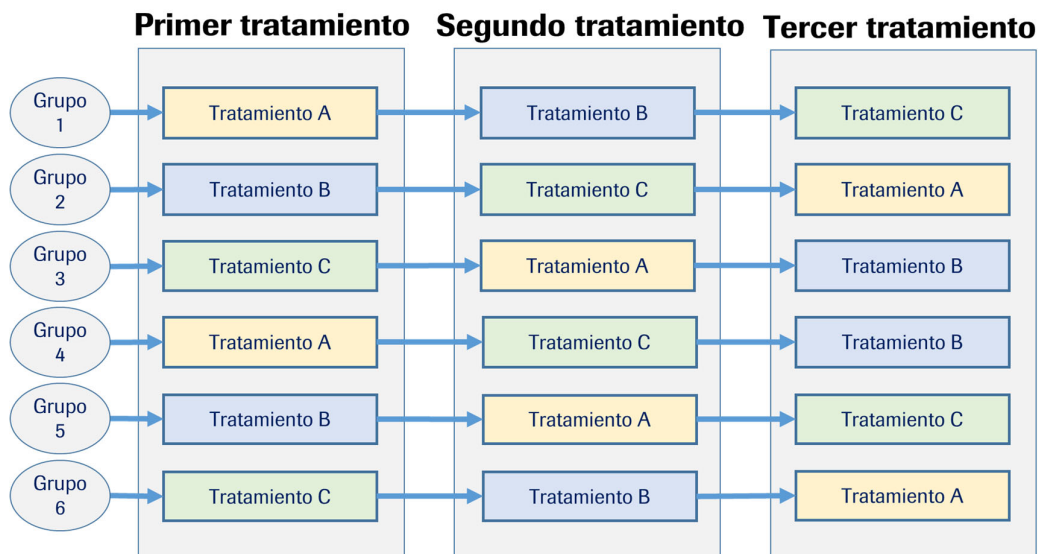 Primer tratamiento Segundo tratamiento Tercer tratamiento
Grupo
1
Tratamiento A
Tratamiento B
Tratamiento C
Grupo
2
Tratamiento B
Tratamiento C
Tratamiento A
Grupo
3
Tratamiento C
Tratamiento A
Tratamiento B
Grupo
4
Tratamiento A
Tratamiento C
Tratamiento B
Grupo
5
Tratamiento B
Tratamiento A
Tratamiento C
Grupo
6
Tratamiento C
Tratamiento B
Tratamiento A